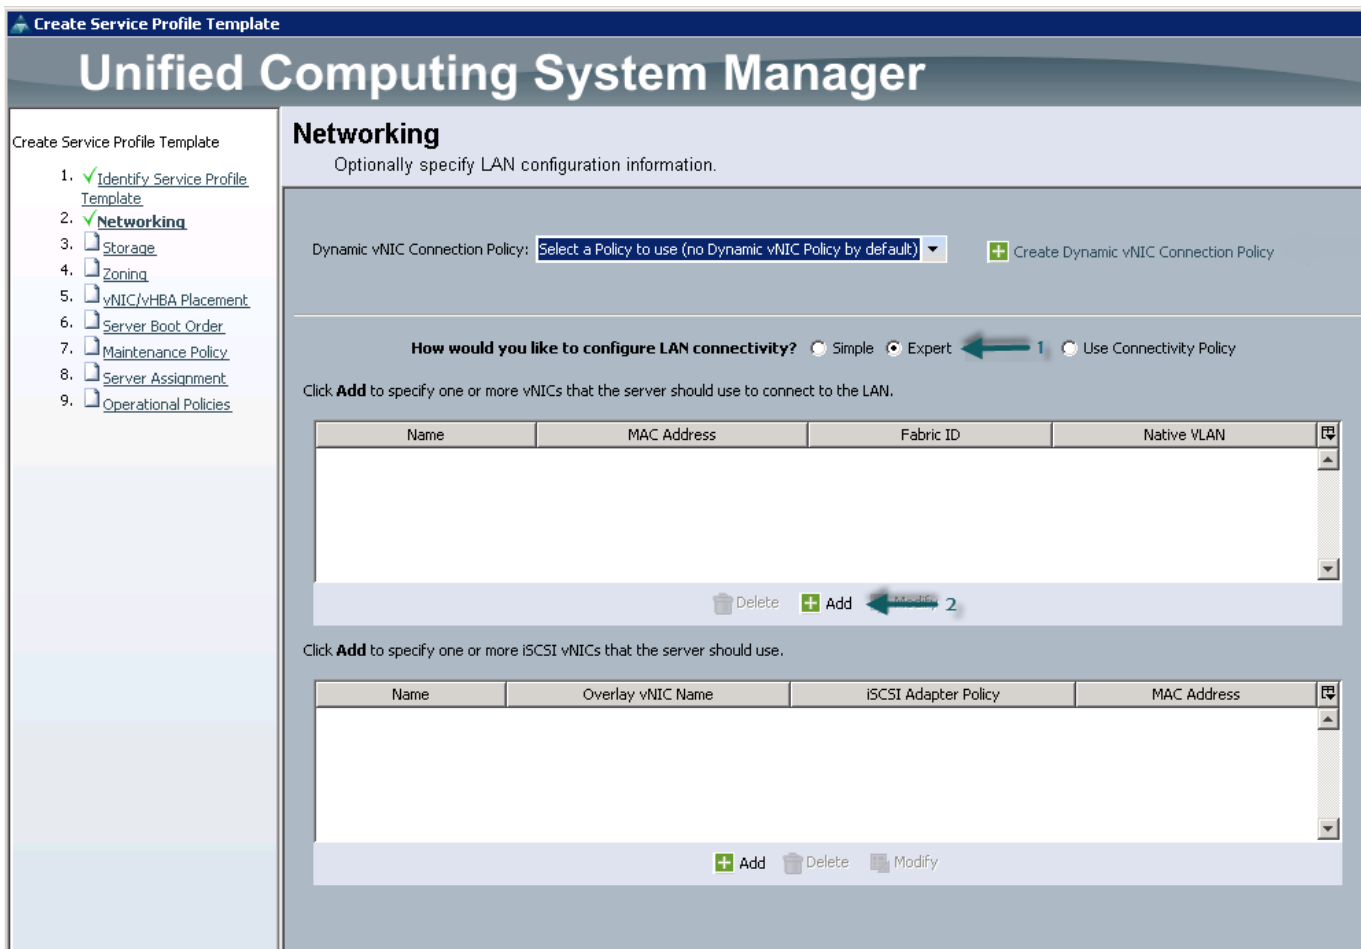 Create Service Profile Template
Unified Computing System Manager
Create Service Profile Template
1. Identify Service Profile
Template
2. Networking
3. Storage
4. Zoning
5. vNIC/vHBA Placement
6. Server Boot Order
7. Maintenance Policy
8. Server Assignment
9. Operational Policies
Networking
Optionally specify LAN configuration information.
Dynamic vNIC Connection Policy: Select a Policy to use (no Dynamic vNIC Policy by default) Create Dynamic vNIC Connection Policy
How would you like to configure LAN connectivity? Simple Expert 1 Use Connectivity Policy
Click Add to specify one or more vNICs that the server should use to connect to the LAN.
Name MAC Address Fabric ID Native VLAN
Delete Add Modify 2
Click Add to specify one or more iSCSI vNICs that the server should use.
Name Overlay vNIC Name iSCSI Adapter Policy MAC Address
Add Delete Modify